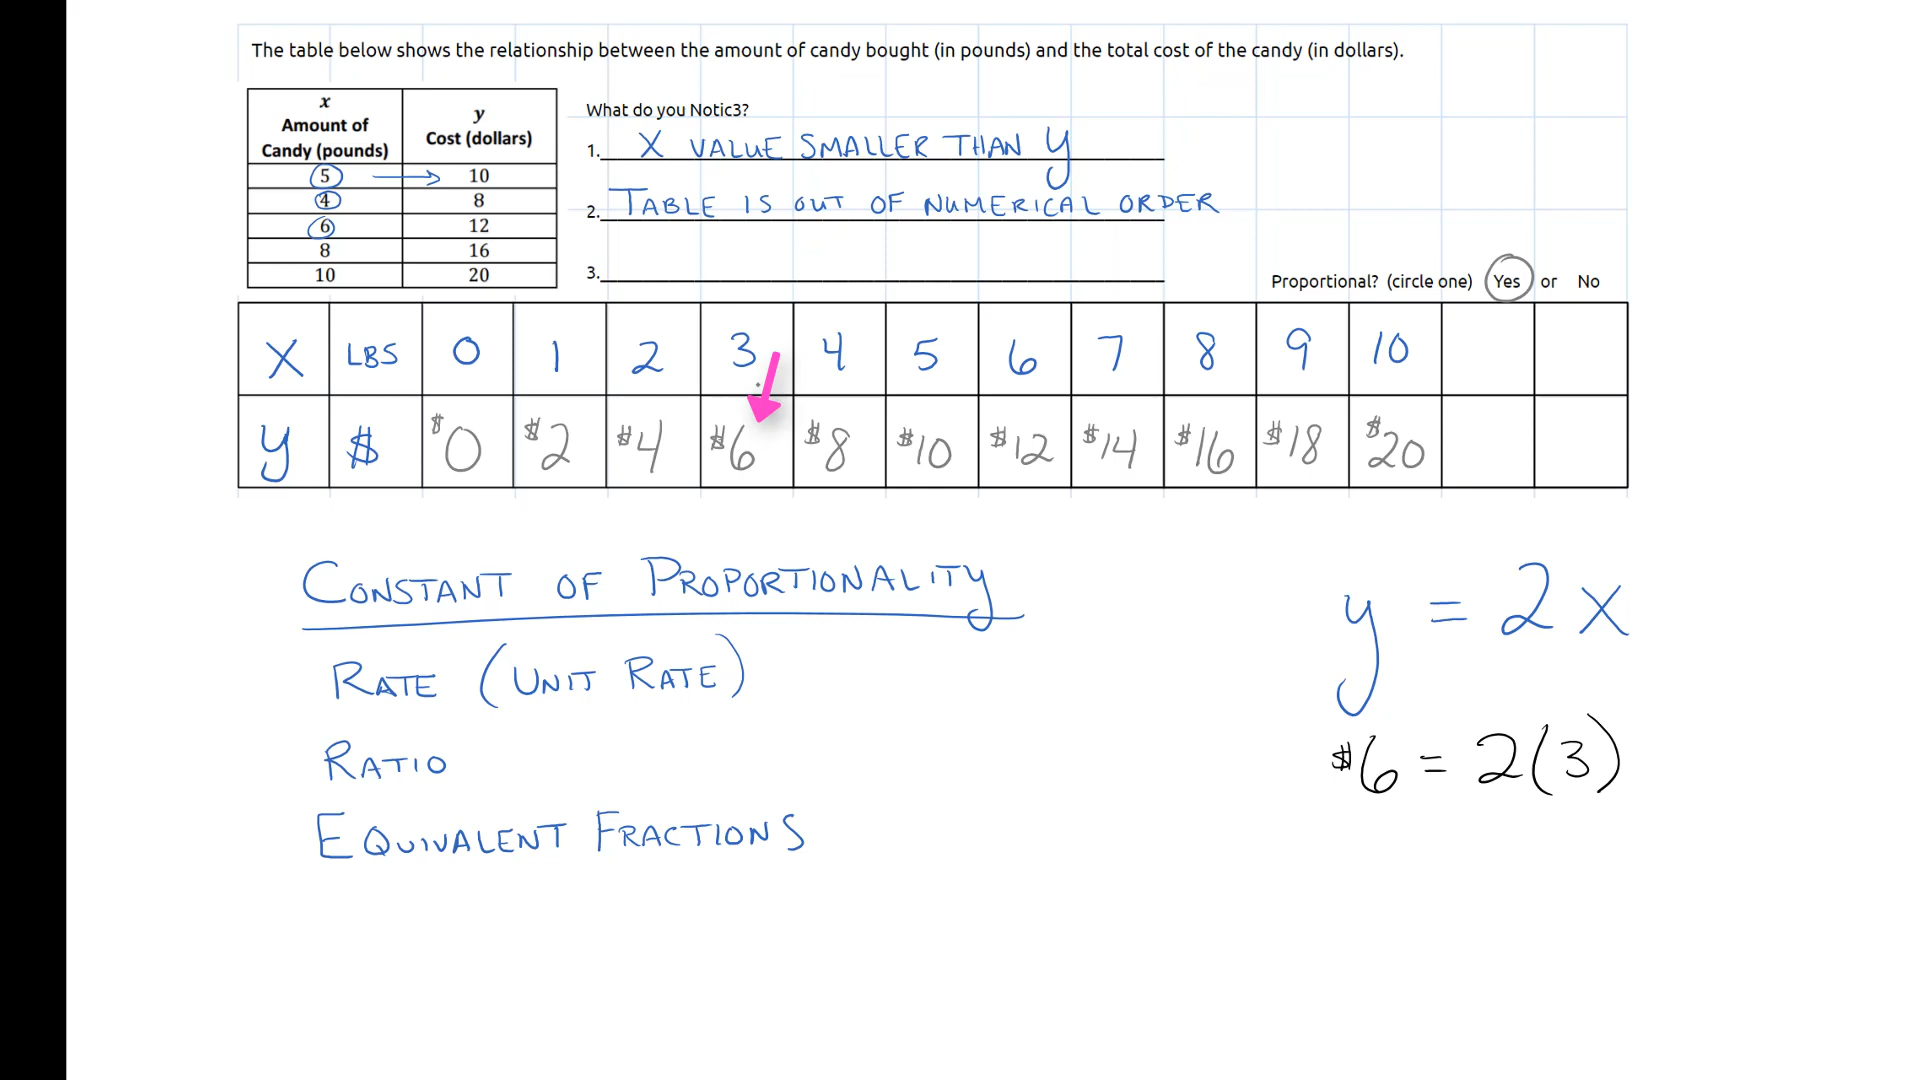 The table below shows the relationship between the amount of candy bought (in pounds) and the total cost of the candy (in dollars).
x Amount of Candy (pounds) y Cost (dollars)
5 → 10
4 8
6 12
8 16
10 20
What do you Notic3?
1. X VALUE SMALLER THAN y
2. TABLE IS OUT OF NUMERICAL ORDER
3.
Proportional? (circle one) Yes or No
X LBS 0 1 2 3 4 5 6 7 8 9 10
y $ $0 $2 $4 $6 $8 $10 $12 $14 $16 $18 $20
CONSTANT OF PROPORTIONALITY
RATE (UNIT RATE)
RATIO
EQUIVALENT FRACTIONS
y = 2x
$6 = 2(3)